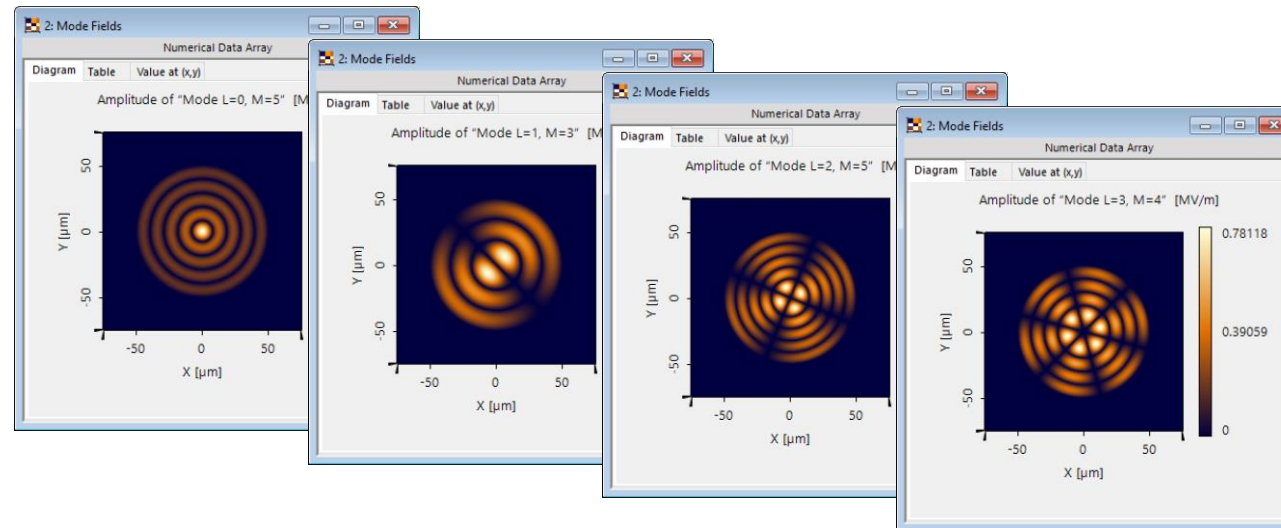 2: Mode Fields
Numerical Data Array
Diagram Table Value at (x,y)
Amplitude of "Mode L=0, M=5" [M
Y [µm]
50
0
-50
-50 0 50
X [µm]
2: Mode Fields
Numerical Data Array
Diagram Table Value at (x,y)
Amplitude of "Mode L=1, M=3" [M
Y [µm]
50
0
-50
-50 0 50
X [µm]
2: Mode Fields
Numerical Data Array
Diagram Table Value at (x,y)
Amplitude of "Mode L=2, M=5" [M
Y [µm]
50
0
-50
-50 0 50
X [µm]
2: Mode Fields
Numerical Data Array
Diagram Table Value at (x,y)
Amplitude of "Mode L=3, M=4" [MV/m]
Y [µm]
50
0
-50
-50 0 50
X [µm]
0.78118
0.39059
0